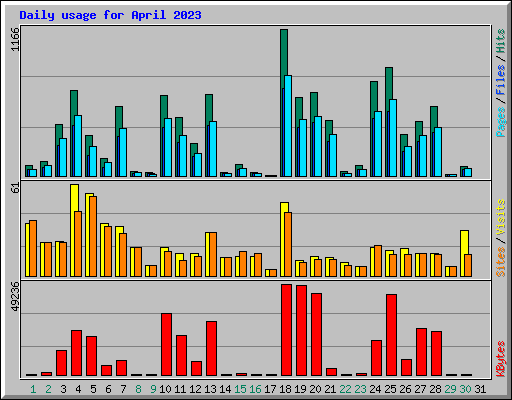 Daily usage for April 2023
1166
Pages / Files / Hits
61
Sites / Visits
49236
KBytes
1 2 3 4 5 6 7 8 9 10 11 12 13 14 15 16 17 18 19 20 21 22 23 24 25 26 27 28 29 30 31